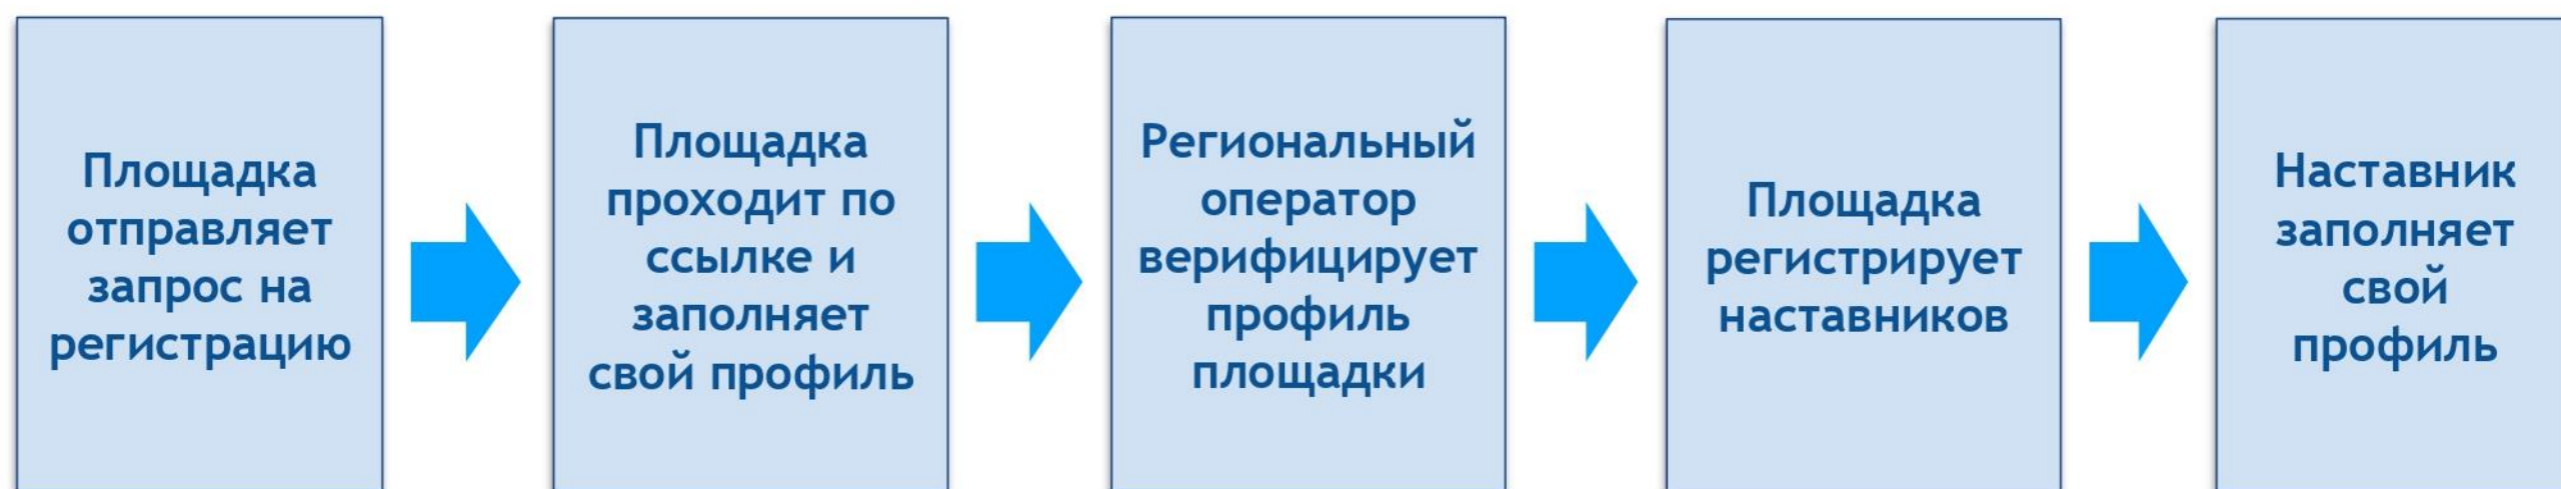 Площадка
отправляет
запрос на
регистрацию
Площадка
проходит по
ссылке и
заполняет
свой профиль
Региональный
оператор
верифицирует
профиль
площадки
Площадка
регистрирует
наставников
Наставник
заполняет
свой
профиль